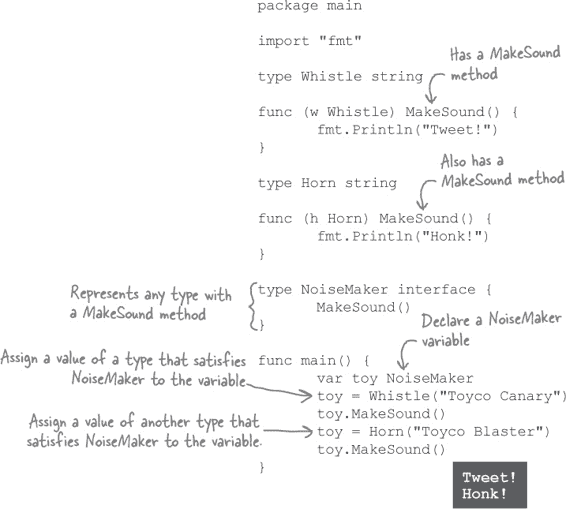 package main
import "fmt"
Has a MakeSound
method
type Whistle string
func (w Whistle) MakeSound() {
fmt.Println("Tweet!")
}
Also has a
MakeSound method
type Horn string
func (h Horn) MakeSound() {
fmt.Println("Honk!")
}
Represents any type with
a MakeSound method
type NoiseMaker interface {
MakeSound()
}
Declare a NoiseMaker
variable
Assign a value of a type that satisfies
NoiseMaker to the variable
func main() {
var toy NoiseMaker
toy = Whistle("Toyco Canary")
toy.MakeSound()
Assign a value of another type that
satisfies NoiseMaker to the variable.
toy = Horn("Toyco Blaster")
toy.MakeSound()
}
Tweet!
Honk!